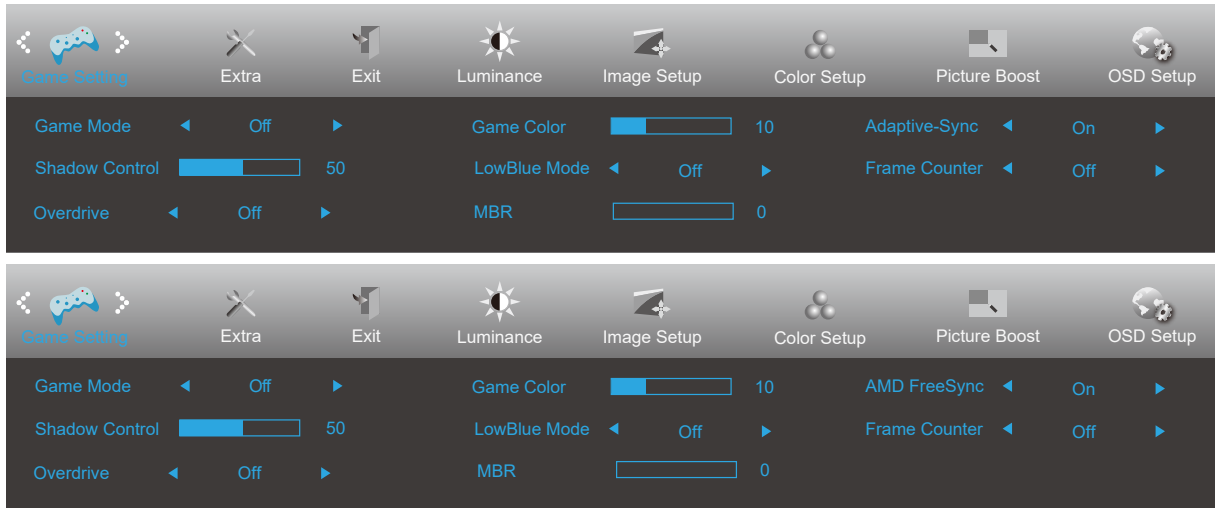 Game Setting Extra Exit Luminance Image Setup Color Setup Picture Boost OSD Setup
Game Mode Off Game Color 10 Adaptive-Sync On
Shadow Control 50 LowBlue Mode Off Frame Counter Off
Overdrive Off MBR 0
Game Setting Extra Exit Luminance Image Setup Color Setup Picture Boost OSD Setup
Game Mode Off Game Color 10 AMD FreeSync On
Shadow Control 50 LowBlue Mode Off Frame Counter Off
Overdrive Off MBR 0